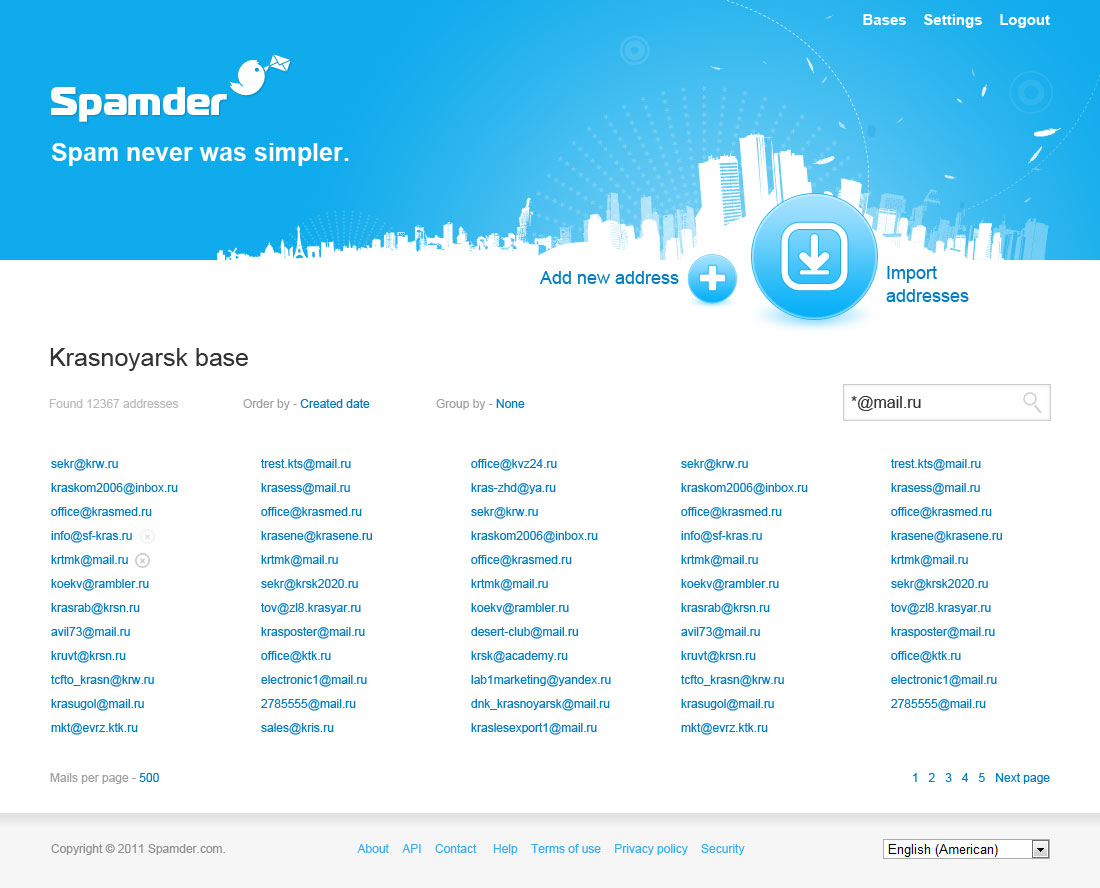 Bases Settings Logout
Spamder
Spam never was simpler.
Add new address
Import
addresses
Krasnoyarsk base
Found 12367 addresses Order by - Created date Group by - None *@mail.ru
sekr@krw.ru trest.kts@mail.ru office@kvz24.ru sekr@krw.ru trest.kts@mail.ru
kraskom2006@inbox.ru krasess@mail.ru kras-zhd@ya.ru kraskom2006@inbox.ru krasess@mail.ru
office@krasmed.ru office@krasmed.ru sekr@krw.ru office@krasmed.ru office@krasmed.ru
info@sf-kras.ru krasene@krasene.ru kraskom2006@inbox.ru info@sf-kras.ru krasene@krasene.ru
krtmk@mail.ru krtmk@mail.ru office@krasmed.ru krtmk@mail.ru krtmk@mail.ru
koekv@rambler.ru sekr@krsk2020.ru krtmk@mail.ru koekv@rambler.ru sekr@krsk2020.ru
krasrab@krsn.ru tov@zl8.krasyar.ru koekv@rambler.ru krasrab@krsn.ru tov@zl8.krasyar.ru
avil73@mail.ru krasposter@mail.ru desert-club@mail.ru avil73@mail.ru krasposter@mail.ru
kruvt@krsn.ru office@ktk.ru krsk@academy.ru kruvt@krsn.ru office@ktk.ru
tcfto_krasn@krw.ru electronic1@mail.ru lab1marketing@yandex.ru tcfto_krasn@krw.ru electronic1@mail.ru
krasugol@mail.ru 2785555@mail.ru dnk_krasnoyarsk@mail.ru krasugol@mail.ru 2785555@mail.ru
mkt@evrz.ktk.ru sales@kris.ru kraslesexport1@mail.ru mkt@evrz.ktk.ru
Mails per page - 500 1 2 3 4 5 Next page
Copyright © 2011 Spamder.com. About API Contact Help Terms of use Privacy policy Security English (American)